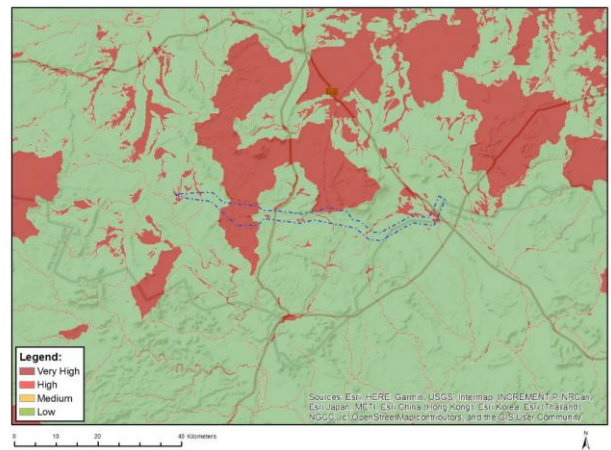 Legend:
Very High
High
Medium
Low
Sources: Esri, HERE, Garmin, USGS, Intermap, INCREMENT P, NRCan,
Esri Japan, METI, Esri China (Hong Kong), Esri Korea, Esri (Thailand),
NGCC, (c) OpenStreetMap contributors, and the GIS User Community
0 5 10 20 30 40 Kilometers
N